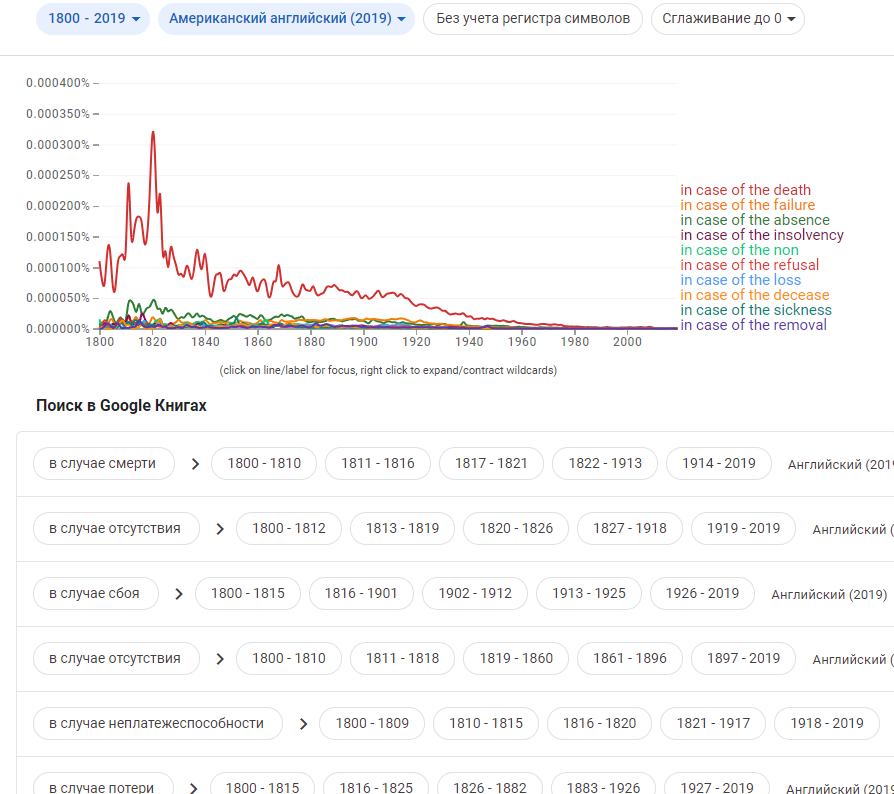 1800 - 2019
Американский английский (2019)
Без учета регистра символов
Сглаживание до 0
0.000400%
0.000350%
0.000300%
0.000250%
0.000200%
0.000150%
0.000100%
0.000050%
0.000000%
in case of the death
in case of the failure
in case of the absence
in case of the insolvency
in case of the non
in case of the refusal
in case of the loss
in case of the decease
in case of the sickness
in case of the removal
1800 1820 1840 1860 1880 1900 1920 1940 1960 1980 2000
(click on line/label for focus, right click to expand/contract wildcards)
Поиск в Google Книгах
в случае смерти 1800 - 1810 1811 - 1816 1817 - 1821 1822 - 1913 1914 - 2019 Английский (2019
в случае отсутствия 1800 - 1812 1813 - 1819 1820 - 1826 1827 - 1918 1919 - 2019 Английский (
в случае сбоя 1800 - 1815 1816 - 1901 1902 - 1912 1913 - 1925 1926 - 2019 Английский (2019)
в случае отсутствия 1800 - 1810 1811 - 1818 1819 - 1860 1861 - 1896 1897 - 2019 Английский (
в случае неплатежеспособности 1800 - 1809 1810 - 1815 1816 - 1820 1821 - 1917 1918 - 2019
в случае потери 1800 - 1815 1816 - 1825 1826 - 1882 1883 - 1926 1927 - 2019 Английский (2019